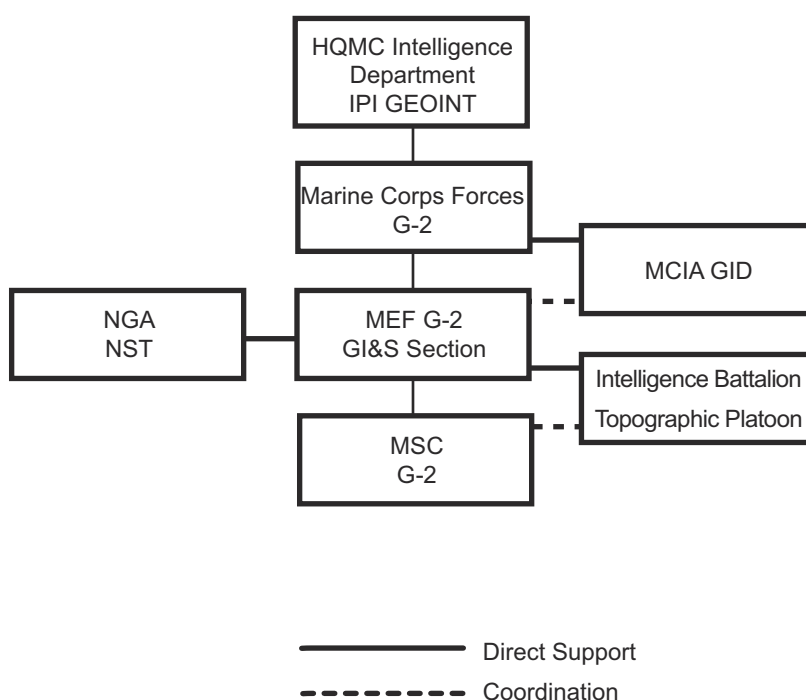 HQMC Intelligence
Department
IPI GEOINT
Marine Corps Forces
G-2
MCIA GID
NGA
NST
MEF G-2
GI&S Section
Intelligence Battalion
Topographic Platoon
MSC
G-2
Direct Support
Coordination